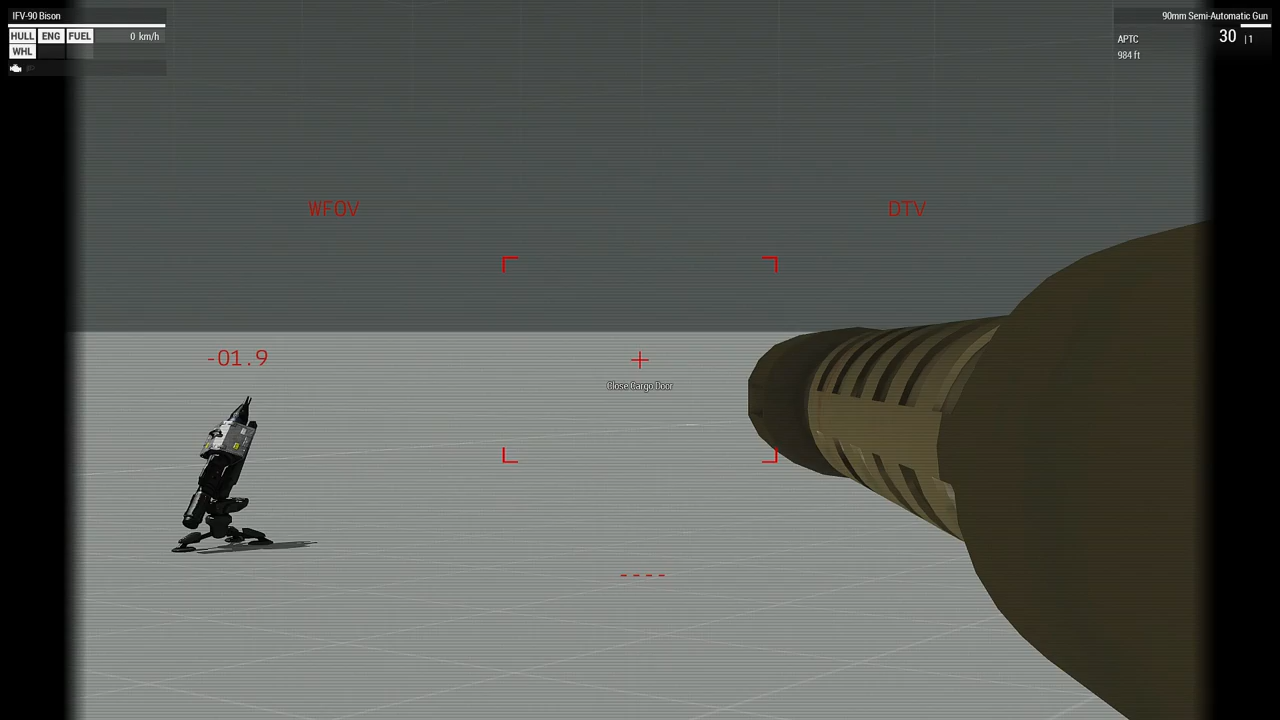 IFV-90 Bison
HULL ENG FUEL 0 km/h
WHL
90mm Semi-Automatic Gun
APTC 30 |1
984 ft
WFOV DTV
-01.9
Close Cargo Door
----